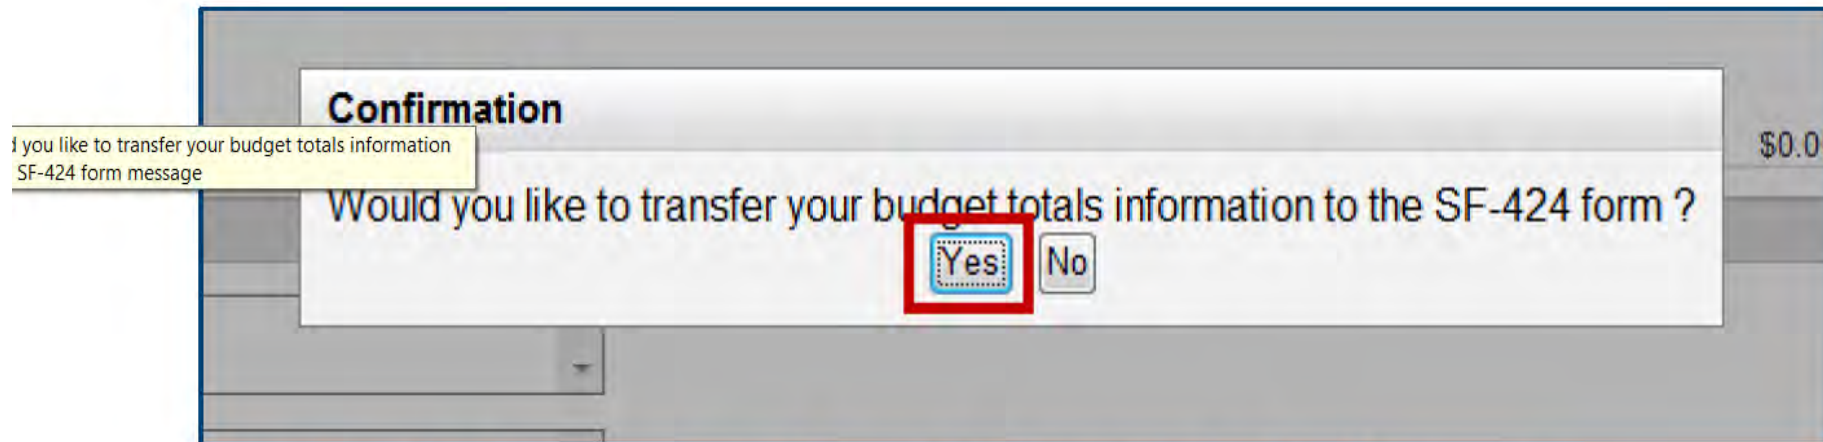 Confirmation
you like to transfer your budget totals information
SF-424 form message
$0.0
Would you like to transfer your budget totals information to the SF-424 form ?
Yes No